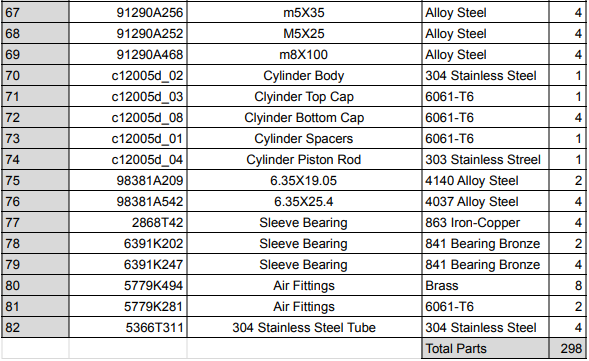 67 91290A256 m5X35 Alloy Steel 4
68 91290A252 M5X25 Alloy Steel 4
69 91290A468 m8X100 Alloy Steel 4
70 c12005d_02 Cylinder Body 304 Stainless Steel 1
71 c12005d_03 Clyinder Top Cap 6061-T6 1
72 c12005d_08 Clyinder Bottom Cap 6061-T6 4
73 c12005d_01 Cylinder Spacers 6061-T6 1
74 c12005d_04 Cylinder Piston Rod 303 Stainless Streel 1
75 98381A209 6.35X19.05 4140 Alloy Steel 2
76 98381A542 6.35X25.4 4037 Alloy Steel 4
77 2868T42 Sleeve Bearing 863 Iron-Copper 4
78 6391K202 Sleeve Bearing 841 Bearing Bronze 2
79 6391K247 Sleeve Bearing 841 Bearing Bronze 4
80 5779K494 Air Fittings Brass 8
81 5779K281 Air Fittings 6061-T6 2
82 5366T311 304 Stainless Steel Tube 304 Stainless Steel 4
Total Parts 298